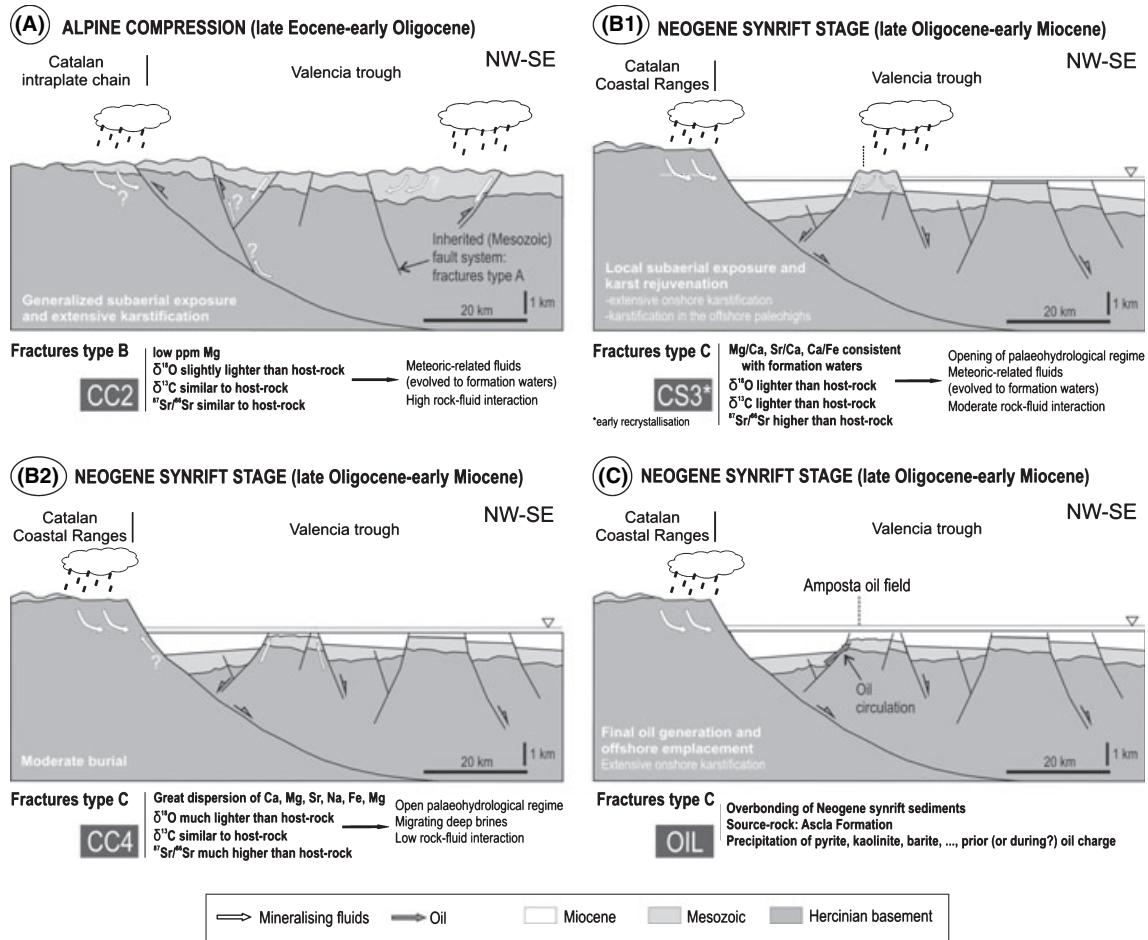 (A) ALPINE COMPRESSION (late Eocene-early Oligocene)
NW-SE
Catalan
intraplate chain
Valencia trough
?
?
?
?
Inherited (Mesozoic)
fault system:
fractures type A
Generalized subaerial exposure
and extensive karstification
1 km
20 km
Fractures type B
CC2
low ppm Mg
δ¹⁸O slightly lighter than host-rock
δ¹³C similar to host-rock
⁸⁷Sr/⁸⁶Sr similar to host-rock
Meteoric-related fluids
(evolved to formation waters)
High rock-fluid interaction
(B1) NEOGENE SYNRIFT STAGE (late Oligocene-early Miocene)
NW-SE
Catalan
Coastal Ranges
Valencia trough
Local subaerial exposure and
karst rejuvenation
-extensive onshore karstification
-karstification in the offshore paleohighs
1 km
20 km
Fractures type C
CS3*
*early recrystallisation
Mg/Ca, Sr/Ca, Ca/Fe consistent
with formation waters
δ¹⁸O lighter than host-rock
δ¹³C lighter than host-rock
⁸⁷Sr/⁸⁶Sr higher than host-rock
Opening of palaeohydrological regime
Meteoric-related fluids
(evolved to formation waters)
Moderate rock-fluid interaction
(B2) NEOGENE SYNRIFT STAGE (late Oligocene-early Miocene)
NW-SE
Catalan
Coastal Ranges
Valencia trough
?
Moderate burial
1 km
20 km
Fractures type C
CC4
Great dispersion of Ca, Mg, Sr, Na, Fe, Mg
δ¹⁸O much lighter than host-rock
δ¹³C similar to host-rock
⁸⁷Sr/⁸⁶Sr much higher than host-rock
Open palaeohydrological regime
Migrating deep brines
Low rock-fluid interaction
(C) NEOGENE SYNRIFT STAGE (late Oligocene-early Miocene)
NW-SE
Catalan
Coastal Ranges
Valencia trough
Amposta oil field
Oil
circulation
Final oil generation and
offshore emplacement
Extensive onshore karstification
1 km
20 km
Fractures type C
OIL
Overbonding of Neogene synrift sediments
Source-rock: Ascla Formation
Precipitation of pyrite, kaolinite, barite, ..., prior (or during?) oil charge
Mineralising fluids
Oil
Miocene
Mesozoic
Hercinian basement